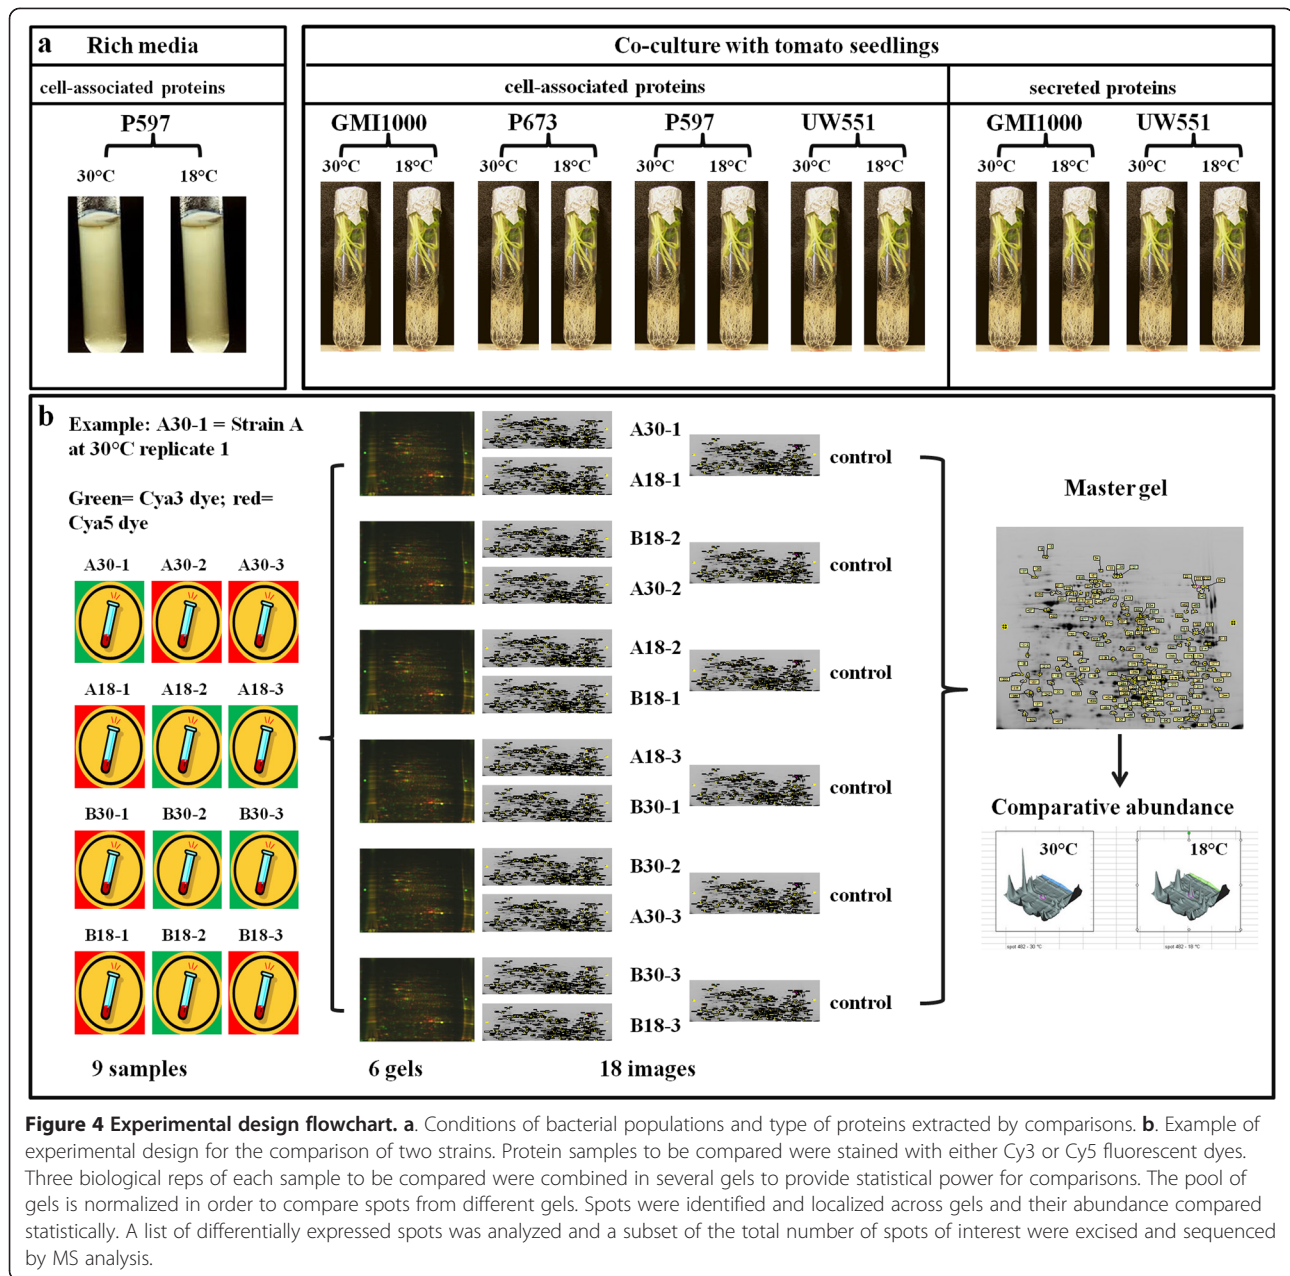 a
Rich media
Co-culture with tomato seedlings
cell-associated proteins
cell-associated proteins
secreted proteins
P597
GMI1000
P673
P597
UW551
GMI1000
UW551
30°C 18°C
30°C 18°C
30°C 18°C
30°C 18°C
30°C 18°C
30°C 18°C
30°C 18°C
b
Example: A30-1 = Strain A
at 30°C replicate 1
Green= Cya3 dye; red=
Cya5 dye
A30-1 A30-2 A30-3
A18-1 A18-2 A18-3
B30-1 B30-2 B30-3
B18-1 B18-2 B18-3
9 samples
A30-1
A18-1
control
B18-2
A30-2
control
A18-2
B18-1
control
A18-3
B30-1
control
B30-2
A30-3
control
B30-3
B18-3
control
6 gels
18 images
Master gel
Comparative abundance
30°C
18°C
spot 482 - 30 °C
spot 482 - 18 °C
Figure 4 Experimental design flowchart. a. Conditions of bacterial populations and type of proteins extracted by comparisons. b. Example of
experimental design for the comparison of two strains. Protein samples to be compared were stained with either Cy3 or Cy5 fluorescent dyes.
Three biological reps of each sample to be compared were combined in several gels to provide statistical power for comparisons. The pool of
gels is normalized in order to compare spots from different gels. Spots were identified and localized across gels and their abundance compared
statistically. A list of differentially expressed spots was analyzed and a subset of the total number of spots of interest were excised and sequenced
by MS analysis.